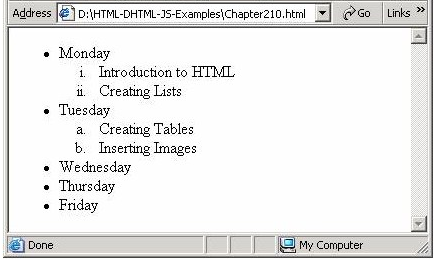 Address D:\HTML-DHTML-JS-Examples\Chapter210.html Go Links »
• Monday
i. Introduction to HTML
ii. Creating Lists
• Tuesday
a. Creating Tables
b. Inserting Images
• Wednesday
• Thursday
• Friday
Done My Computer